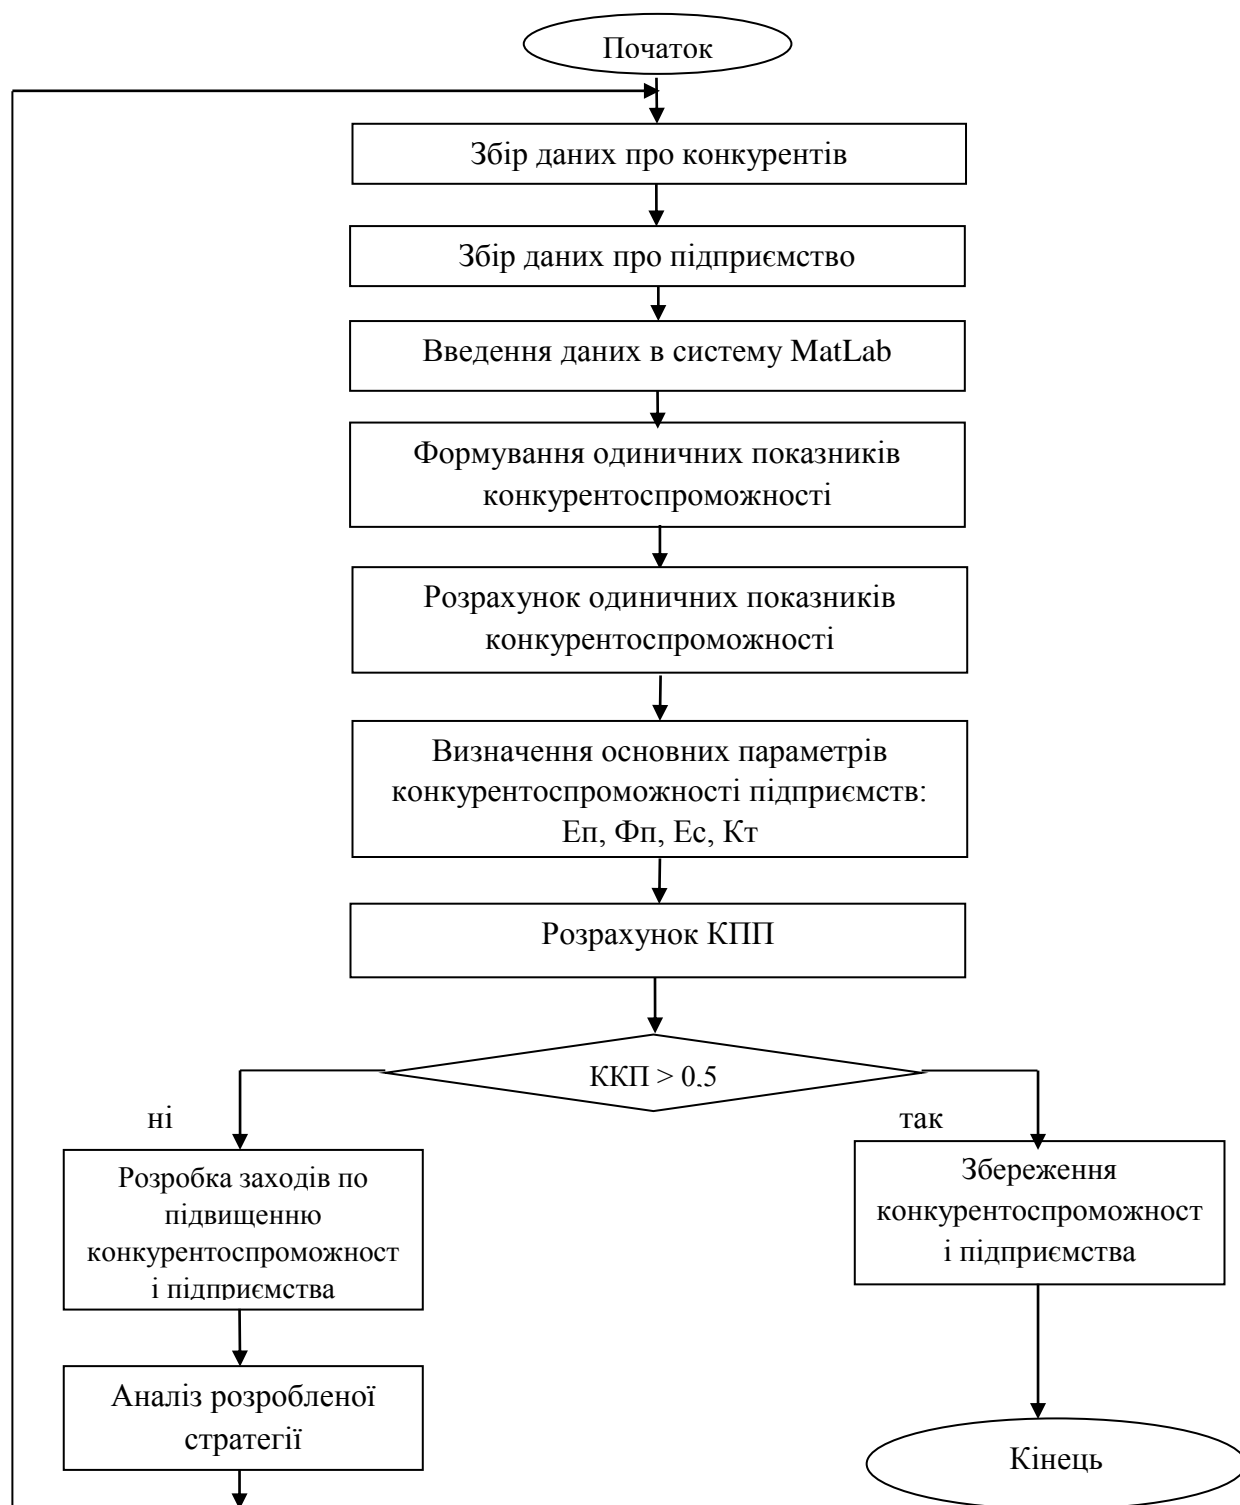 Початок
Збір даних про конкурентів
Збір даних про підприємство
Введення даних в систему MatLab
Формування одиничних показників
конкурентоспроможності
Розрахунок одиничних показників
конкурентоспроможності
Визначення основних параметрів
конкурентоспроможності підприємств:
Еп, Фп, Ес, Кт
Розрахунок КПП
ККП > 0,5
ні
так
Розробка заходів по
підвищенню
конкурентоспроможност
і підприємства
Збереження
конкурентоспроможност
і підприємства
Аналіз розробленої
стратегії
Кінець